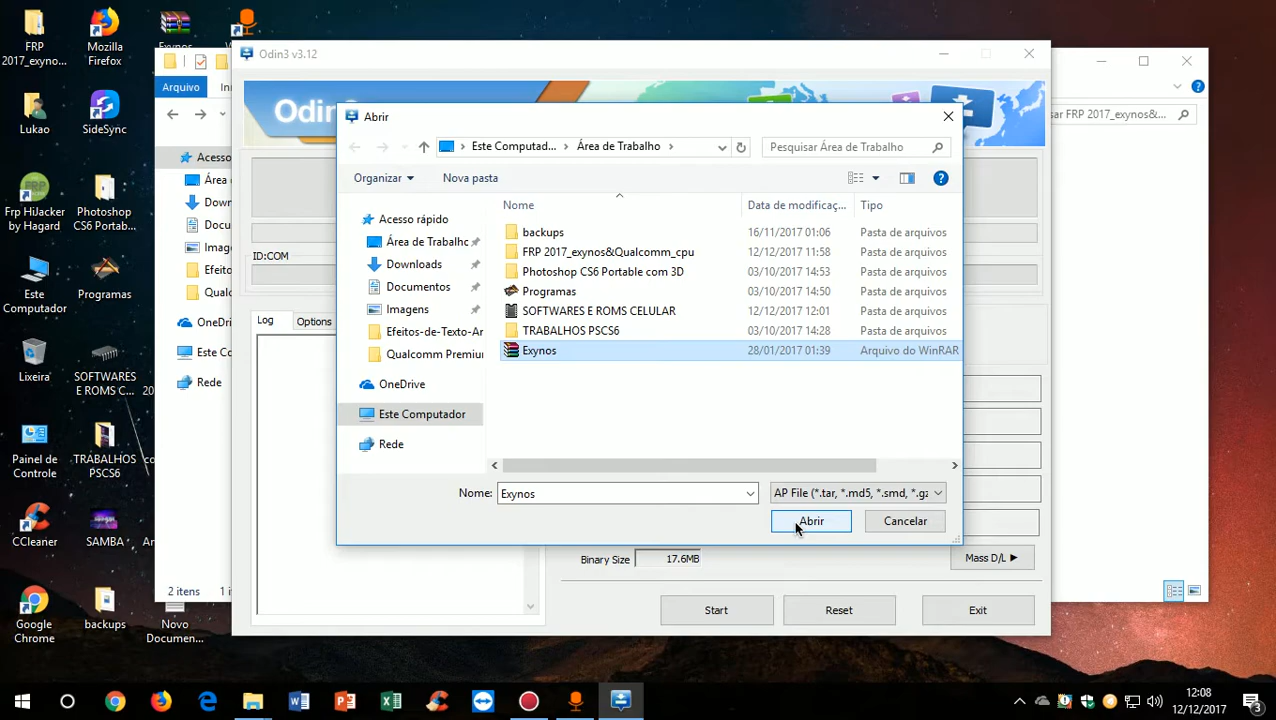 FRP
2017_exyno...
Mozilla
Firefox
Exynos
Odin3 v3.12
Arquivo
Abrir
Este Computad...
Área de Trabalho
Pesquisar Área de Trabalho
FRP 2017_exynos&...
Lukao
SideSync
Organizar
Nova pasta
Acesso
Nome
Data de modificaç...
Tipo
Acesso rápido
Área de Trabalhc
Downloads
Documentos
Imagens
Efeitos-de-Texto-Ar
Qualcomm Premiun
OneDrive
Este Computador
Rede
backups 16/11/2017 01:06 Pasta de arquivos
FRP 2017_exynos&Qualcomm_cpu 12/12/2017 11:58 Pasta de arquivos
Photoshop CS6 Portable com 3D 03/10/2017 14:53 Pasta de arquivos
Programas 03/10/2017 14:50 Pasta de arquivos
SOFTWARES E ROMS CELULAR 12/12/2017 12:01 Pasta de arquivos
TRABALHOS PSCS6 03/10/2017 14:28 Pasta de arquivos
Exynos 28/01/2017 01:39 Arquivo do WinRAR
Frp HiJacker
by Hagard
Photoshop
CS6 Portab...
ID:COM
Log
Options
Este
Computador
Programas
Lixeira
SOFTWARES
E ROMS C...
Rede
Painel de
Controle
TRABALHOS
PSCS6
Nome:
Exynos
AP File (*.tar, *.md5, *.smd, *.gz
Abrir
Cancelar
CCleaner
SAMBA
Binary Size
17.6MB
Mass D/L
2 itens
Start
Reset
Exit
Google
Chrome
backups
Novo
Documen...
12:08
12/12/2017
3